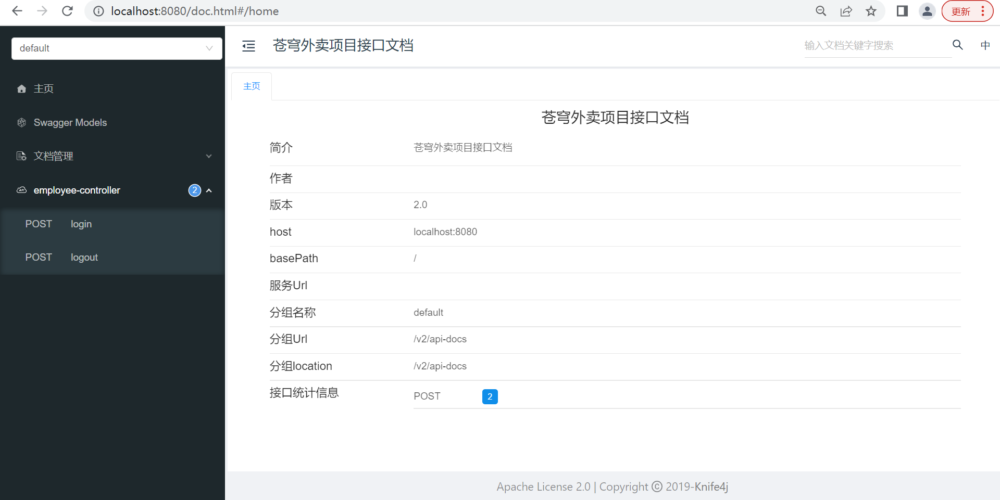 localhost:8080/doc.html#/home
更新
default
主页
Swagger Models
文档管理
employee-controller 2
POST login
POST logout
苍穹外卖项目接口文档
输入文档关键字搜索
中
主页
苍穹外卖项目接口文档
简介 苍穹外卖项目接口文档
作者
版本 2.0
host localhost:8080
basePath /
服务Url
分组名称 default
分组Url /v2/api-docs
分组location /v2/api-docs
接口统计信息 POST 2
Apache License 2.0 | Copyright © 2019-Knife4j